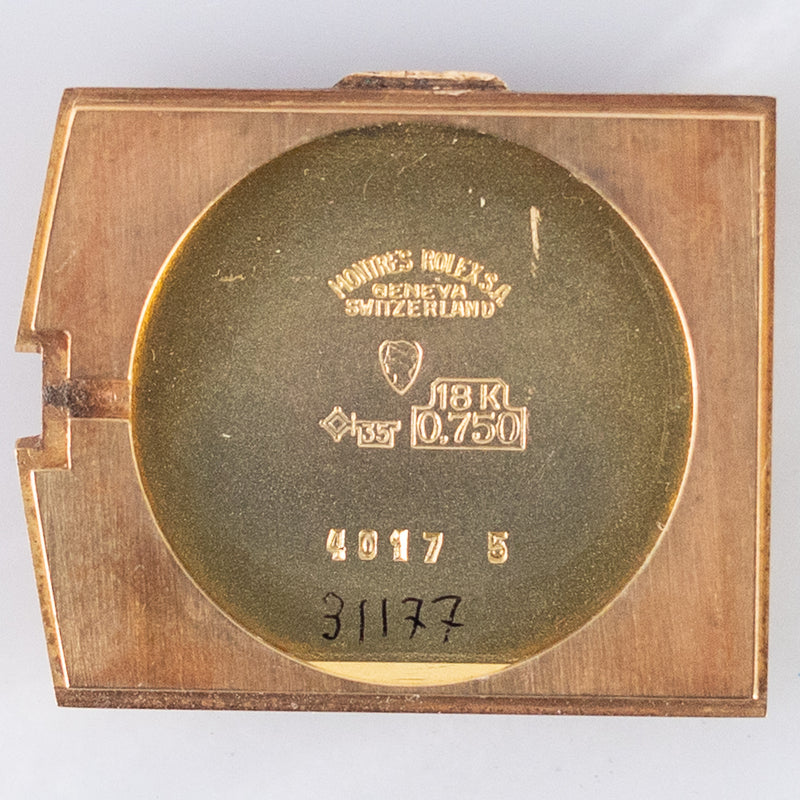 MONTRES ROLEX S.A
GENEVA
SWITZERLAND
18 K
0,750
35
4017 5
31177